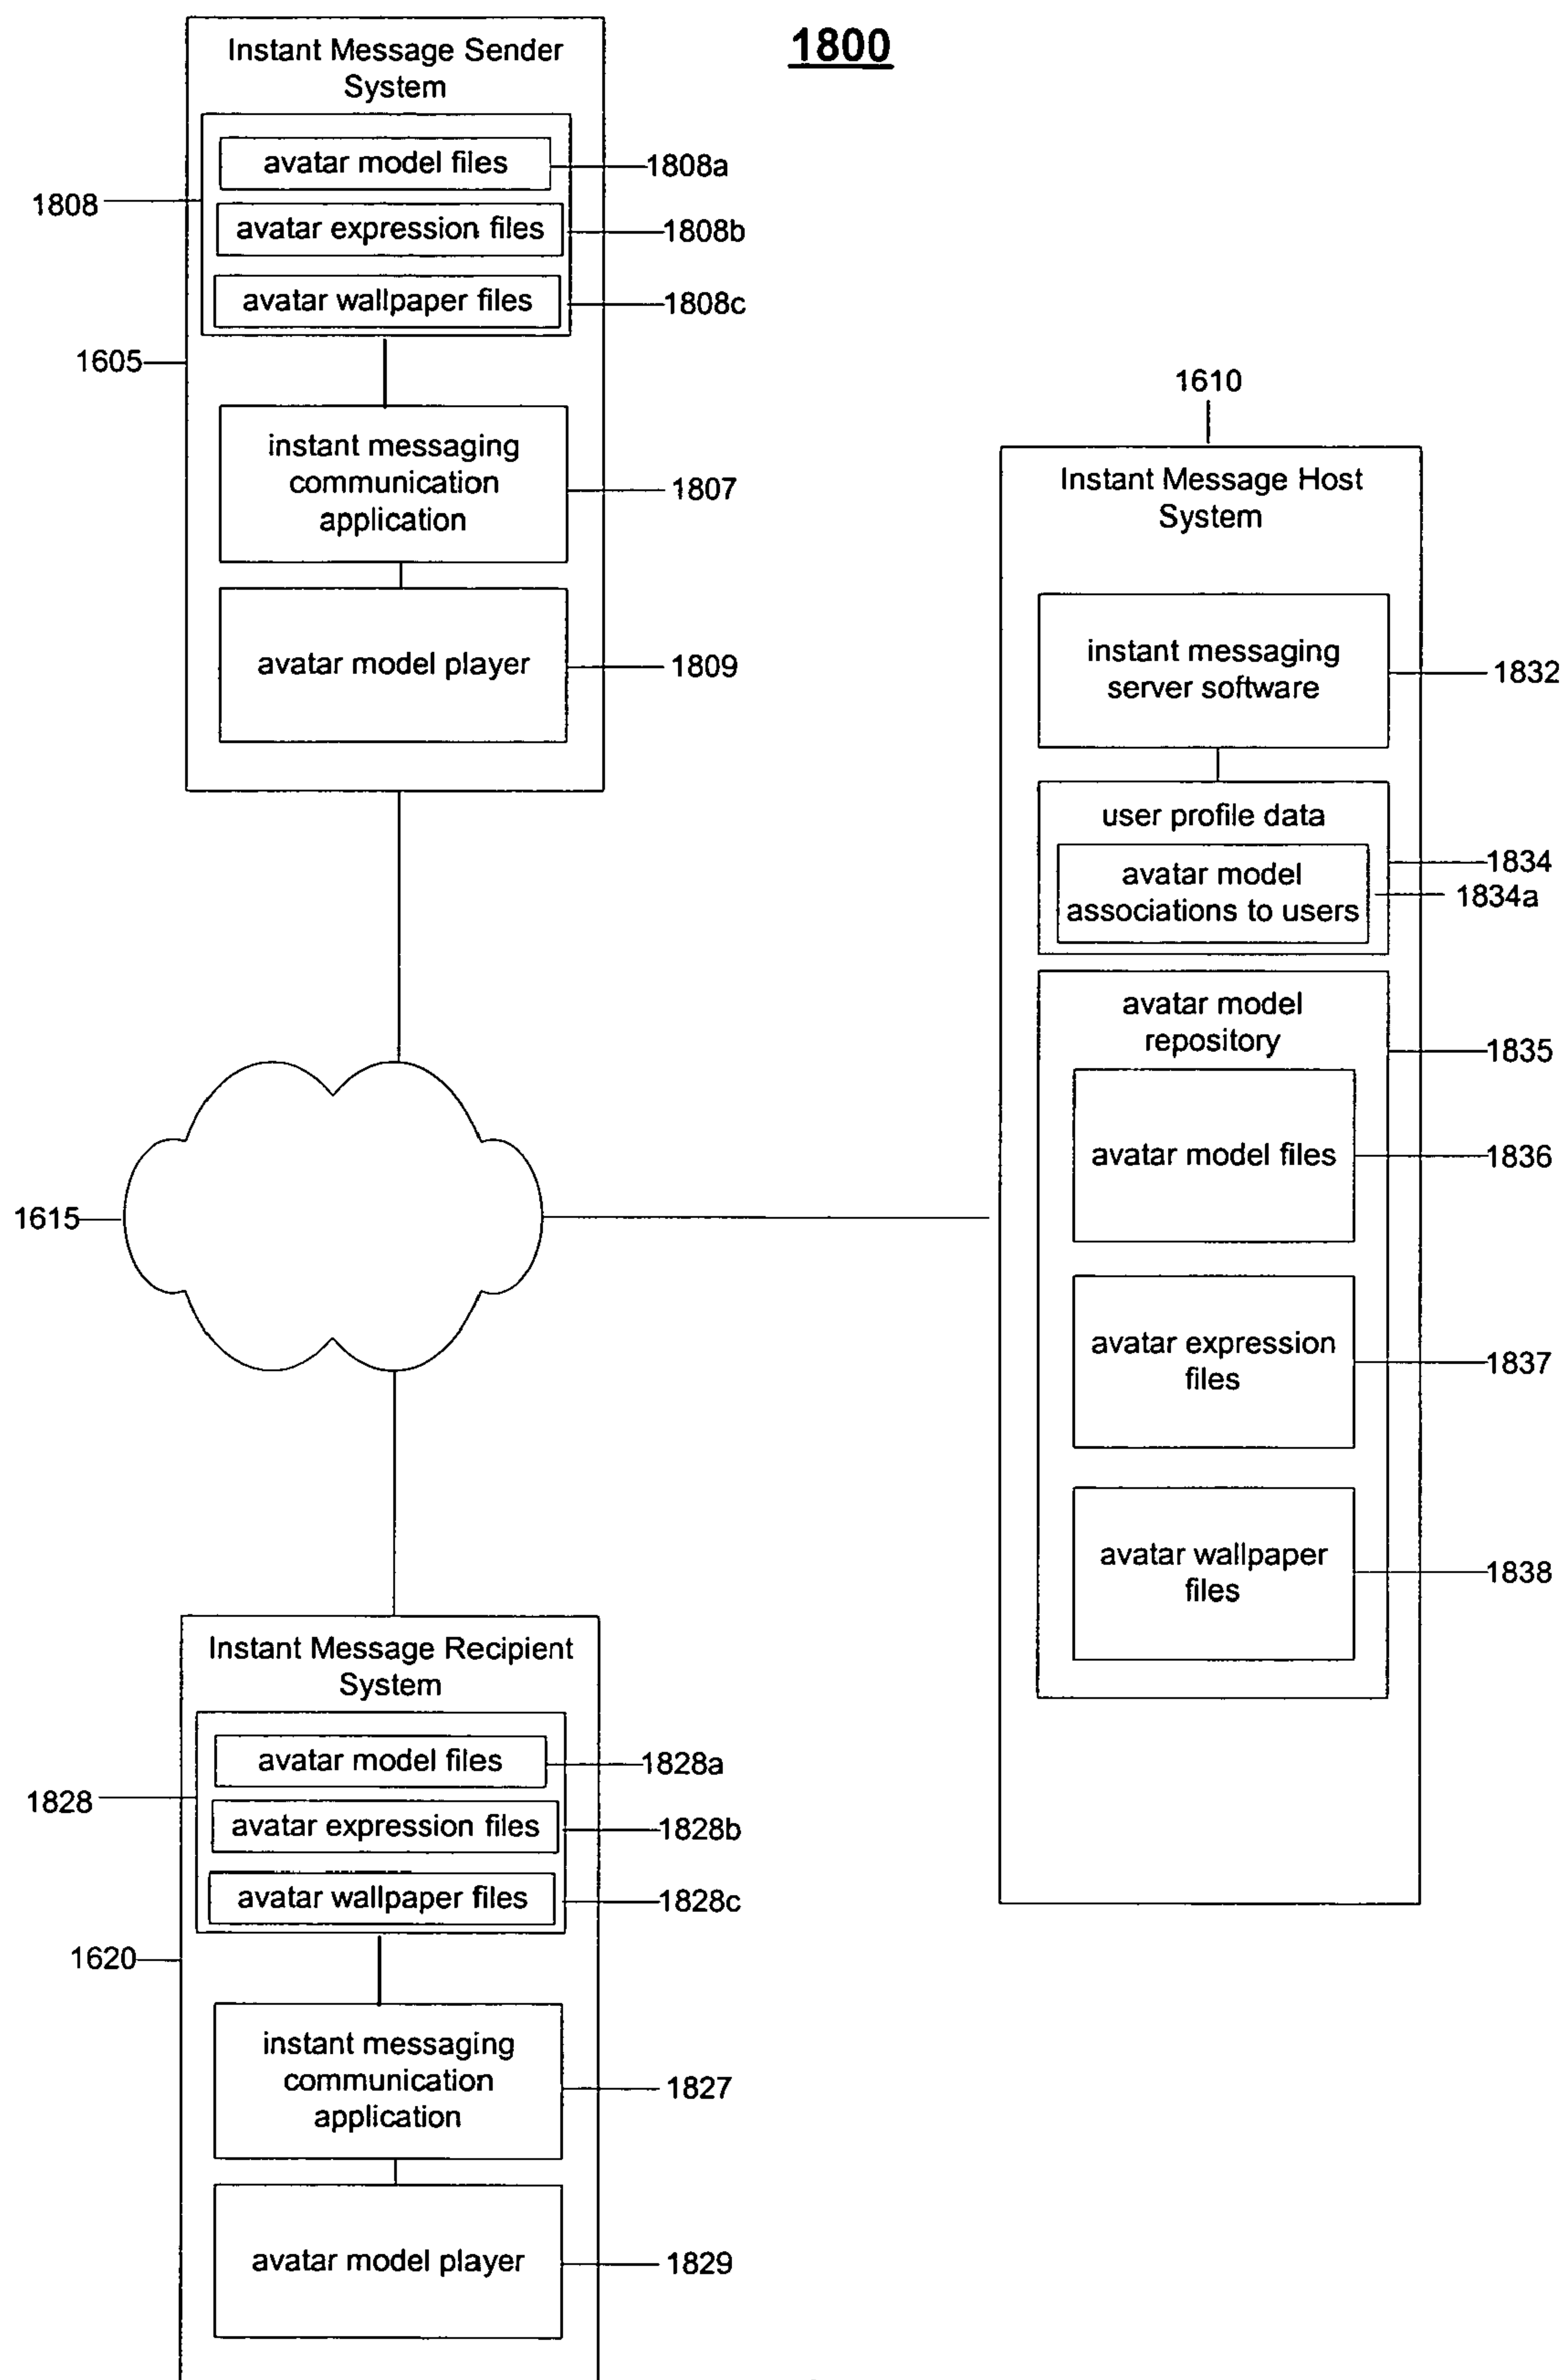 1800
Instant Message Sender
System
avatar model files
1808a
1808
avatar expression files
1808b
avatar wallpaper files
1808c
1605
instant messaging
communication
application
1807
avatar model player
1809
1610
Instant Message Host
System
instant messaging
server software
1832
user profile data
1834
avatar model
associations to users
1834a
avatar model
repository
1835
avatar model files
1836
avatar expression
files
1837
avatar wallpaper
files
1838
1615
Instant Message Recipient
System
avatar model files
1828a
1828
avatar expression files
1828b
avatar wallpaper files
1828c
1620
instant messaging
communication
application
1827
avatar model player
1829